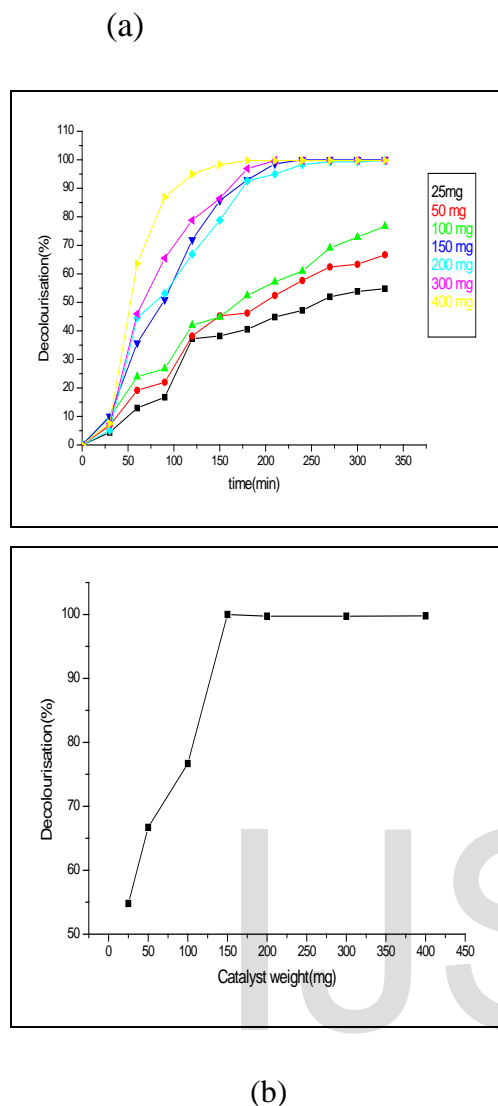 (a)
110
100
90
80
70
60
50
40
30
20
10
0
Decolourisation(%)
0 50 100 150 200 250 300 350
time(min)
25mg
50 mg
100 mg
150 mg
200 mg
300 mg
400 mg
100
90
80
70
60
50
Decolourisation(%)
0 50 100 150 200 250 300 350 400 450
Catalyst weight(mg)
IJS
(b)